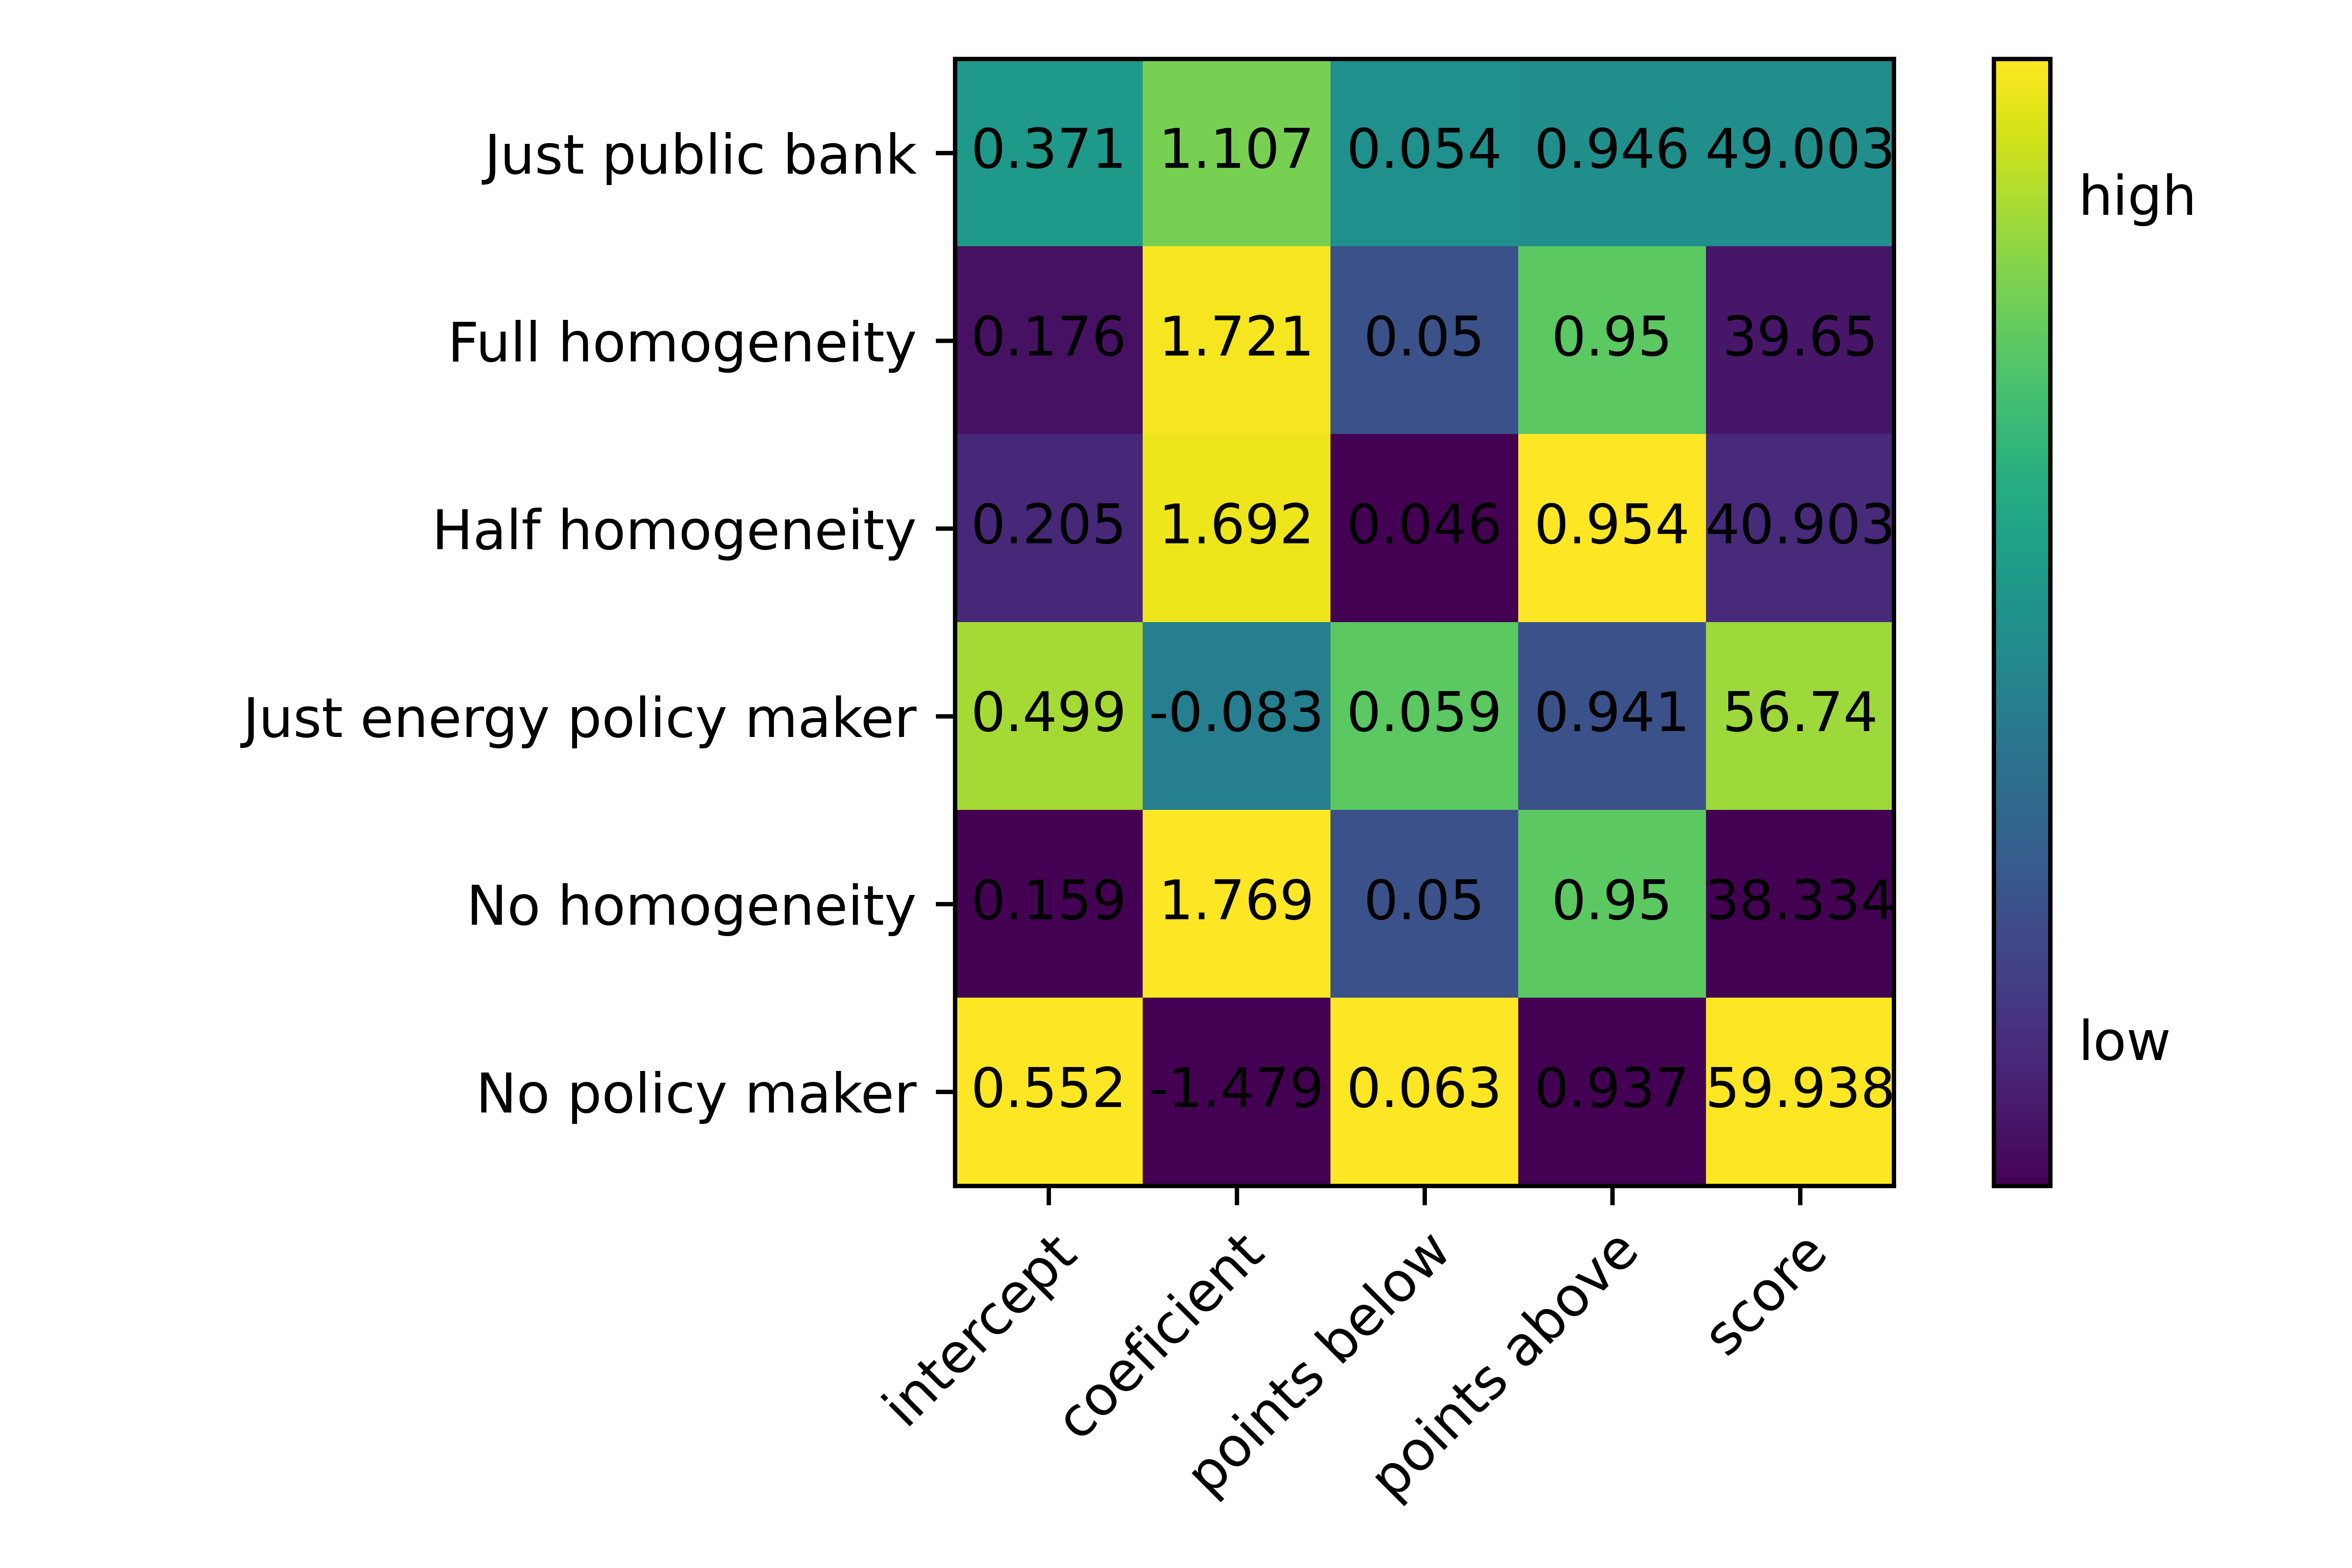 Just public bank 0.371 1.107 0.054 0.946 49.003
high
Full homogeneity 0.176 1.721 0.05 0.95 39.65
Half homogeneity 0.205 1.692 0.046 0.954 40.903
Just energy policy maker 0.499 -0.083 0.059 0.941 56.74
No homogeneity 0.159 1.769 0.05 0.95 38.334
low
No policy maker 0.552 -1.479 0.063 0.937 59.938
intercept
coeficient
points below
points above
score